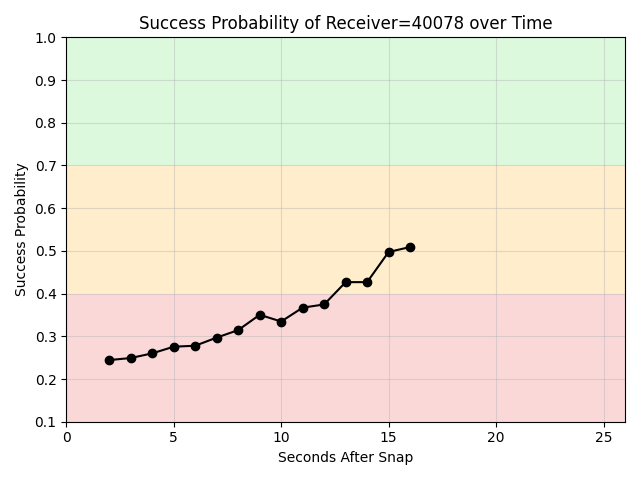 Success Probability of Receiver=40078 over Time
1.0
0.9
0.8
0.7
0.6
0.5
0.4
0.3
0.2
0.1
Success Probability
0 5 10 15 20 25
Seconds After Snap